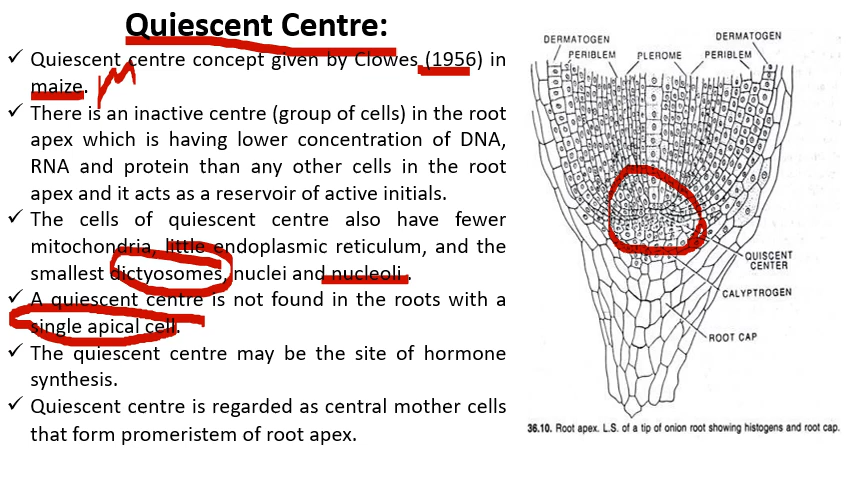 Quiescent Centre:
✓ Quiescent centre concept given by Clowes (1956) in
maize.
✓ There is an inactive centre (group of cells) in the root
apex which is having lower concentration of DNA,
RNA and protein than any other cells in the root
apex and it acts as a reservoir of active initials.
✓ The cells of quiescent centre also have fewer
mitochondria, little endoplasmic reticulum, and the
smallest dictyosomes, nuclei and nucleoli .
✓ A quiescent centre is not found in the roots with a
single apical cell.
✓ The quiescent centre may be the site of hormone
synthesis.
✓ Quiescent centre is regarded as central mother cells
that form promeristem of root apex.
DERMATOGEN
PERIBLEM
PLEROME
PERIBLEM
DERMATOGEN
QUISCENT
CENTER
CALYPTROGEN
ROOT CAP
36.10. Root apex. L.S. of a tip of onion root showing histogens and root cap.